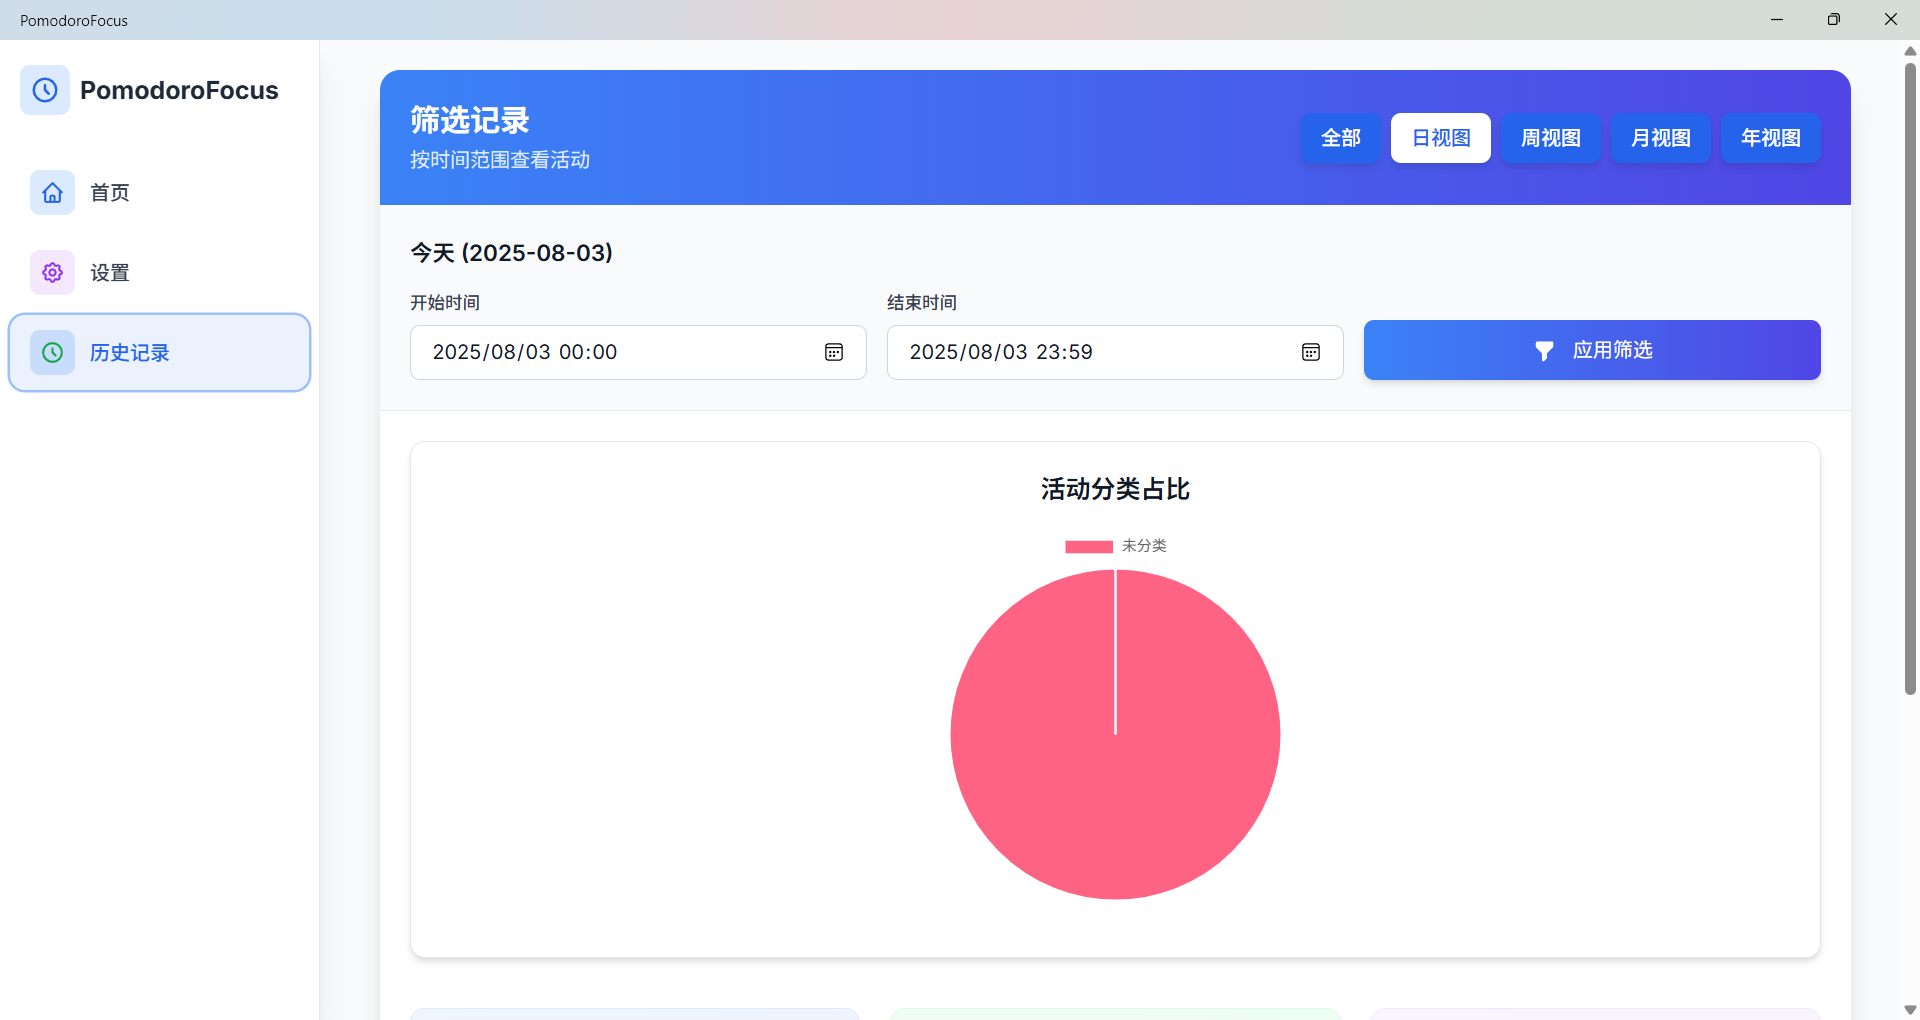 PomodoroFocus
PomodoroFocus
首页
设置
历史记录
筛选记录
按时间范围查看活动
全部
日视图
周视图
月视图
年视图
今天 (2025-08-03)
开始时间
结束时间
2025/08/03 00:00
2025/08/03 23:59
应用筛选
活动分类占比
未分类